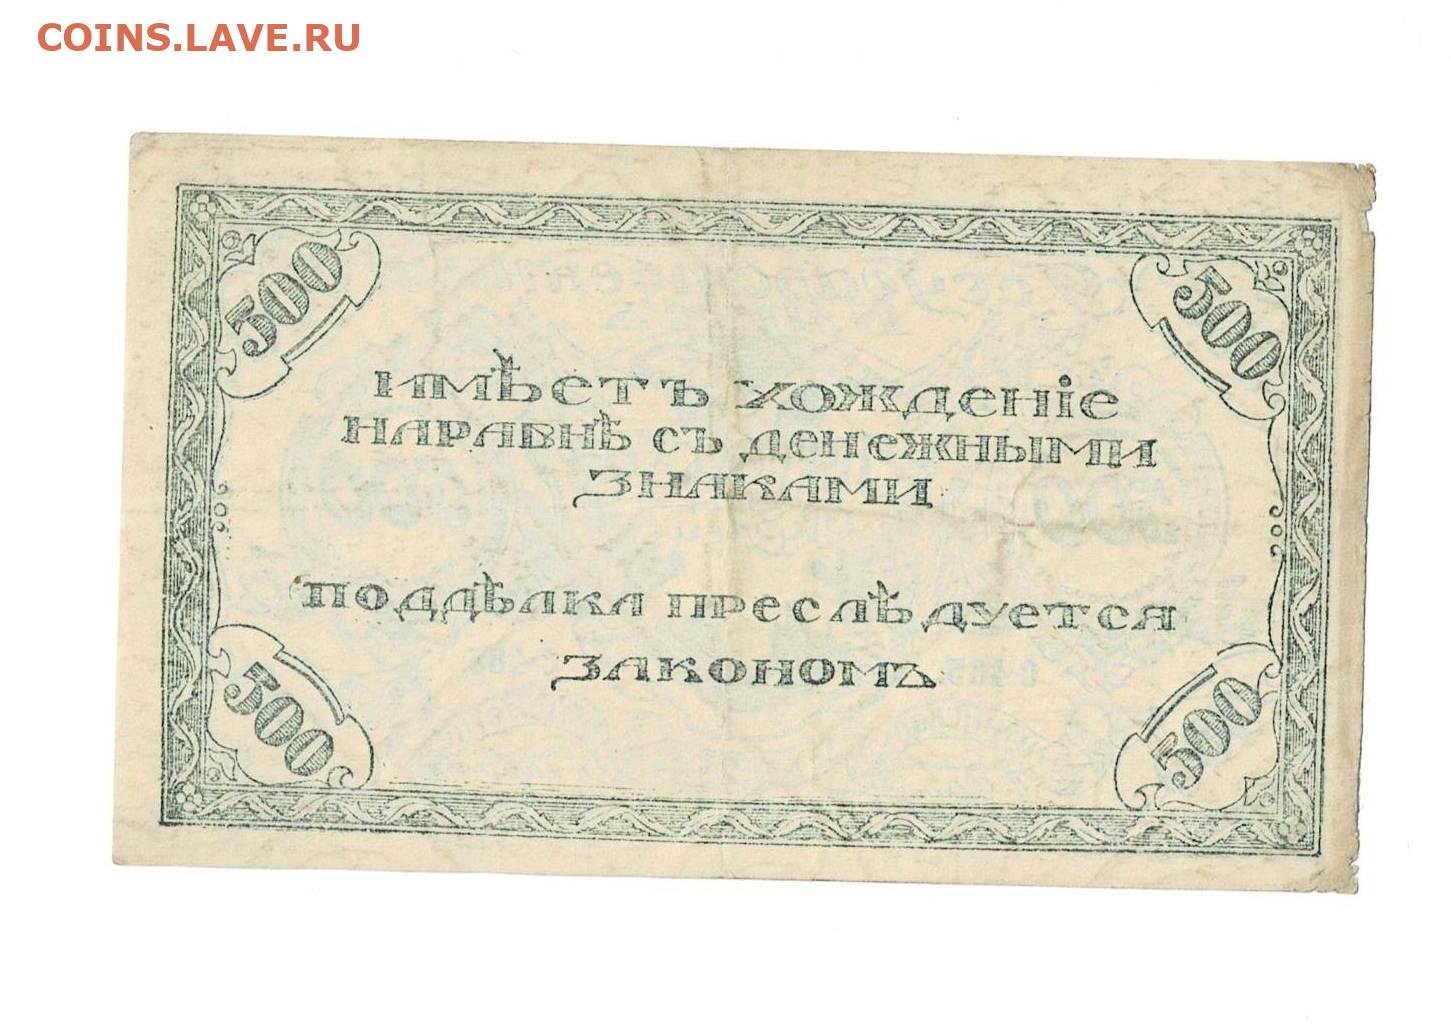 COINS.LAVE.RU
500 500
ИМѢЕТЪ ХОЖДЕНІЕ
НАРАВНѢ СЪ ДЕНЕЖНЫМИ
ЗНАКАМИ
ПОДДѢЛКА ПРЕСЛѢДУЕТСЯ
ЗАКОНОМЪ
500 500